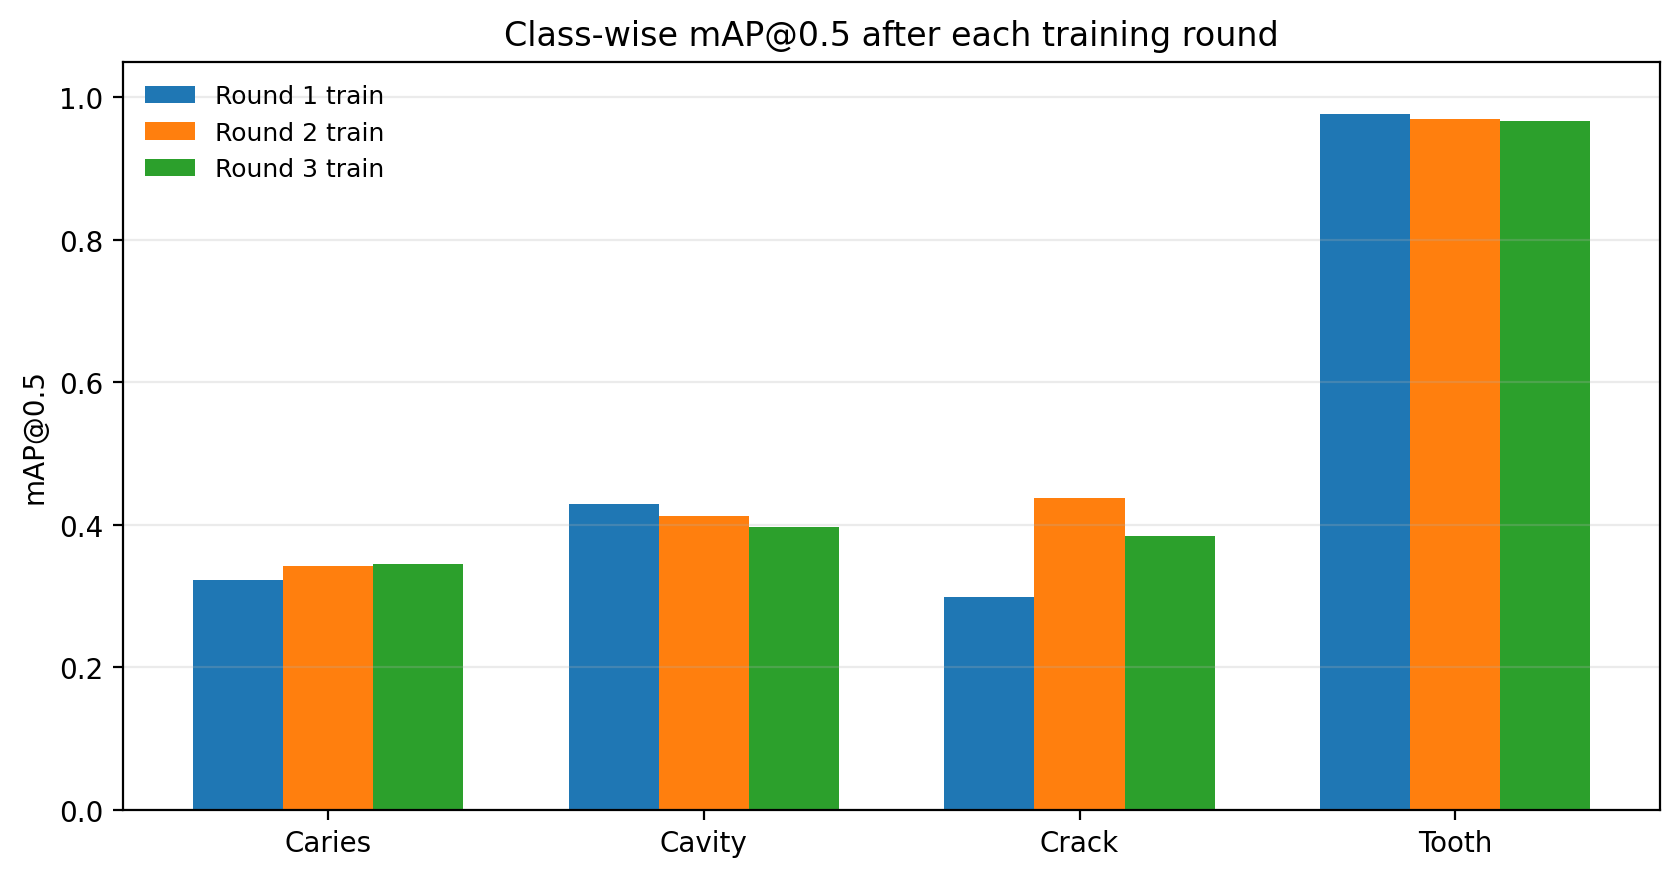 Class-wise mAP@0.5 after each training round
Round 1 train
Round 2 train
Round 3 train
mAP@0.5
1.0
0.8
0.6
0.4
0.2
0.0
Caries Cavity Crack Tooth